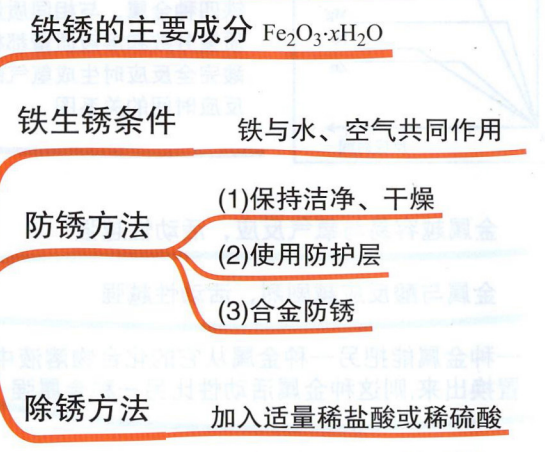 铁锈的主要成分 Fe₂O₃·xH₂O
铁生锈条件
铁与水、空气共同作用
(1)保持洁净、干燥
防锈方法
(2)使用防护层
(3)合金防锈
除锈方法
加入适量稀盐酸或稀硫酸